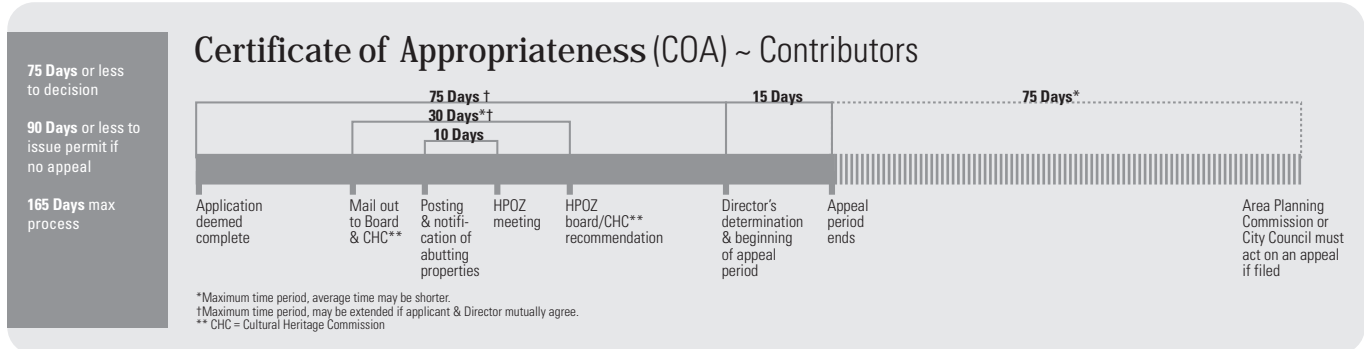 Certificate of Appropriateness (COA) ~ Contributors
75 Days or less
to decision
90 Days or less to
issue permit if
no appeal
165 Days max
process
75 Days †
15 Days
75 Days*
30 Days*†
10 Days
Application
deemed
complete
Mail out
to Board
& CHC**
Posting
& notifi-
cation of
abutting
properties
HPOZ
meeting
HPOZ
board/CHC**
recommendation
Director's
determination
& beginning
of appeal
period
Appeal
period
ends
Area Planning
Commission or
City Council must
act on an appeal
if filed
*Maximum time period, average time may be shorter.
†Maximum time period, may be extended if applicant & Director mutually agree.
** CHC = Cultural Heritage Commission